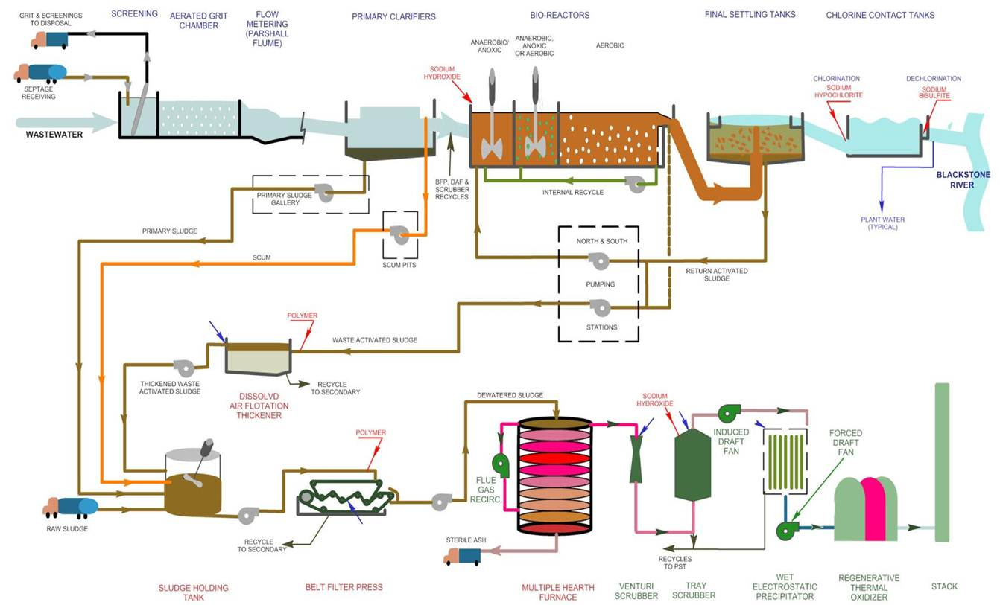 GRIT & SCREENINGS
TO DISPOSAL
SCREENING
AERATED GRIT
CHAMBER
FLOW
METERING
(PARSHALL
FLUME)
PRIMARY CLARIFIERS
BIO-REACTORS
FINAL SETTLING TANKS
CHLORINE CONTACT TANKS
SEPTAGE
RECEIVING
WASTEWATER
ANAEROBIC/
ANOXIC
ANAEROBIC,
ANOXIC
OR AEROBIC
AEROBIC
SODIUM
HYDROXIDE
CHLORINATION
SODIUM
HYPOCHLORITE
DECHLORINATION
SODIUM
BISULFITE
BLACKSTONE
RIVER
PLANT WATER
(TYPICAL)
BFP, DAF &
SCRUBBER
RECYCLES
INTERNAL RECYCLE
PRIMARY SLUDGE
GALLERY
PRIMARY SLUDGE
SCUM
SCUM PITS
NORTH & SOUTH
PUMPING
STATIONS
RETURN ACTIVATED
SLUDGE
POLYMER
WASTE ACTIVATED SLUDGE
THICKENED WASTE
ACTIVATED SLUDGE
RECYCLE
TO SECONDARY
DISSOLVD
AIR FLOTATION
THICKENER
DEWATERED SLUDGE
POLYMER
SODIUM
HYDROXIDE
INDUCED
DRAFT
FAN
FORCED
DRAFT
FAN
FLUE
GAS
RECIRC.
RAW SLUDGE
RECYCLE
TO SECONDARY
STERILE ASH
RECYCLES
TO PST
SLUDGE HOLDING
TANK
BELT FILTER PRESS
MULTIPLE HEARTH
FURNACE
VENTURI
SCRUBBER
TRAY
SCRUBBER
WET
ELECTROSTATIC
PRECIPITATOR
REGENERATIVE
THERMAL
OXIDIZER
STACK